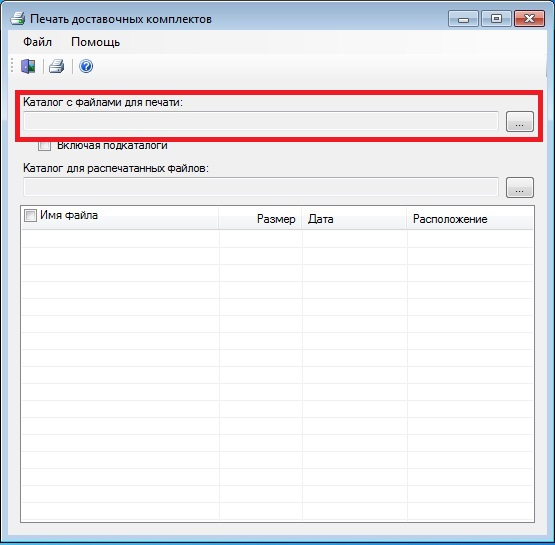 Печать доставочных комплектов
Файл Помощь
Каталог с файлами для печати:
...
Включая подкаталоги
Каталог для распечатанных файлов:
...
Имя файла Размер Дата Расположение